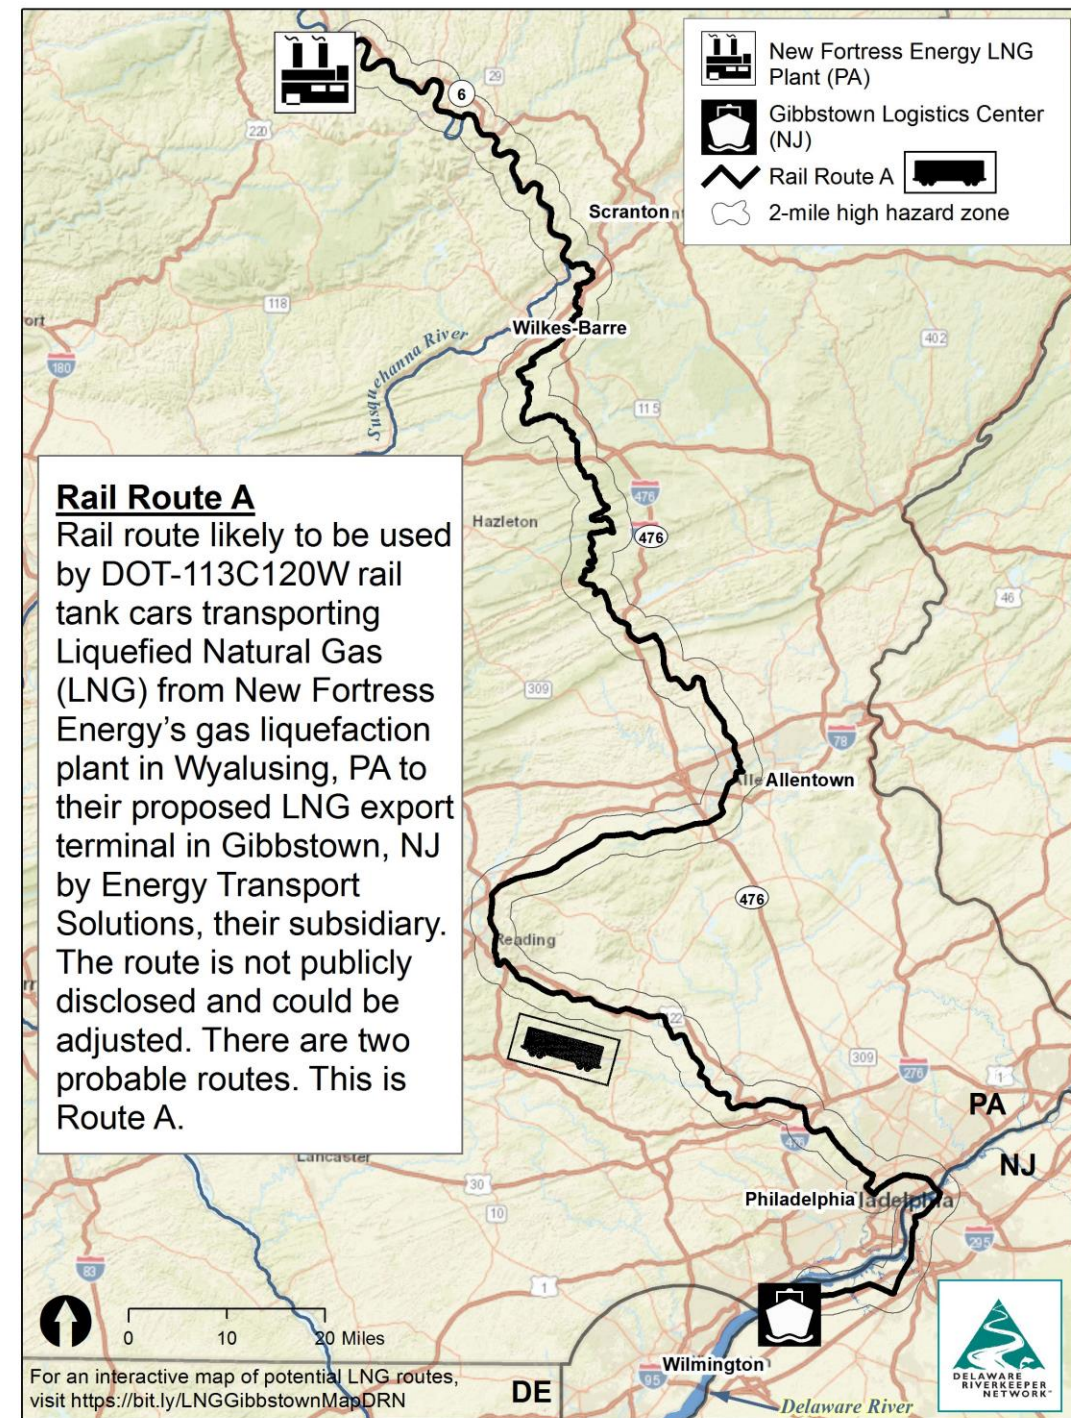 New Fortress Energy LNG
Plant (PA)
Gibbstown Logistics Center
(NJ)
Rail Route A
2-mile high hazard zone
29
6
220
Scranton
118
Wilkes-Barre
Susquehanna River
402
ort
180
115
476
Hazleton
476
46
309
78
Allentown
Rail Route A
Rail route likely to be used
by DOT-113C120W rail
tank cars transporting
Liquefied Natural Gas
(LNG) from New Fortress
Energy's gas liquefaction
plant in Wyalusing, PA to
their proposed LNG export
terminal in Gibbstown, NJ
by Energy Transport
Solutions, their subsidiary.
The route is not publicly
disclosed and could be
adjusted. There are two
probable routes. This is
Route A.
476
Reading
309
276
1
PA
476
Lancaster
NJ
30
Philadelphia
10
295
83
1
0 10 20 Miles
Wilmington
95
DE
Delaware River
For an interactive map of potential LNG routes,
visit https://bit.ly/LNGGibbstownMapDRN
DELAWARE
RIVERKEEPER
NETWORK